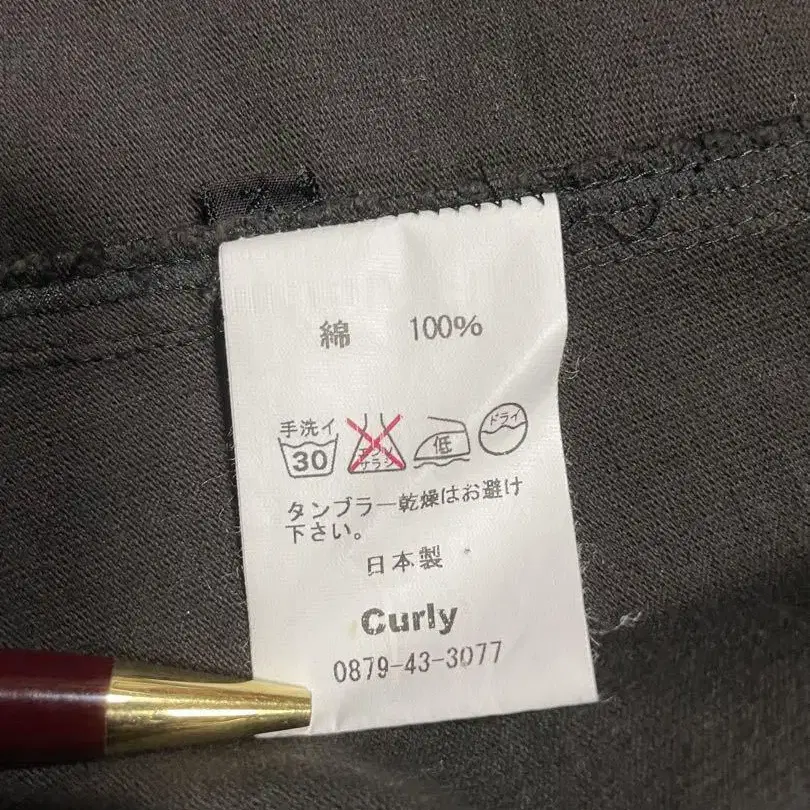 綿 100%
手洗イ 30 エンソサラシ 低 ドライ
タンブラー乾燥はお避け
下さい。
日本製
Curly
0879-43-3077